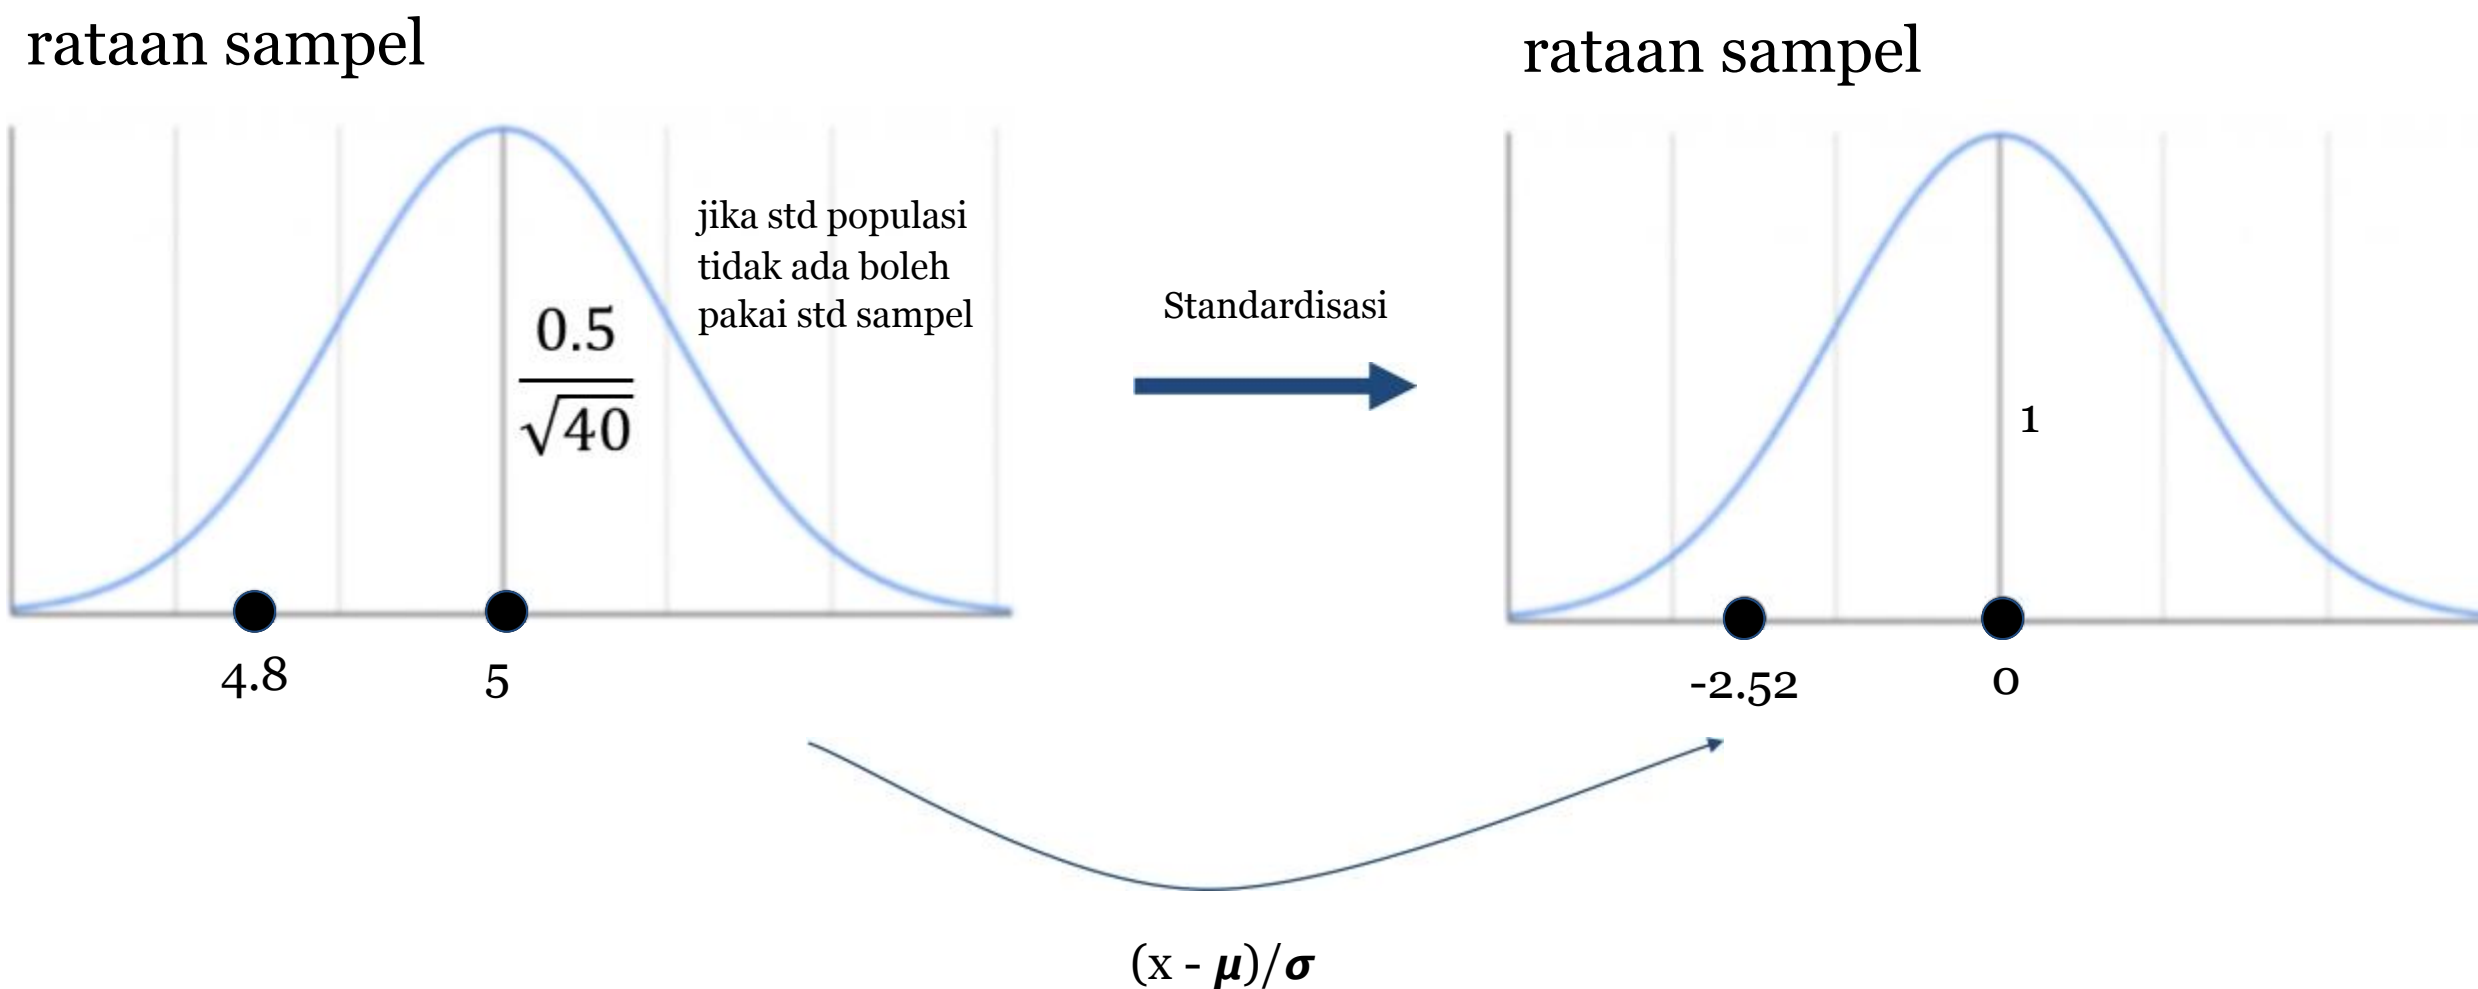 rataan sampel
rataan sampel
jika std populasi
tidak ada boleh
pakai std sampel
0.5
√40
Standardisasi
1
4.8
5
-2.52
0
(x - μ)/σ